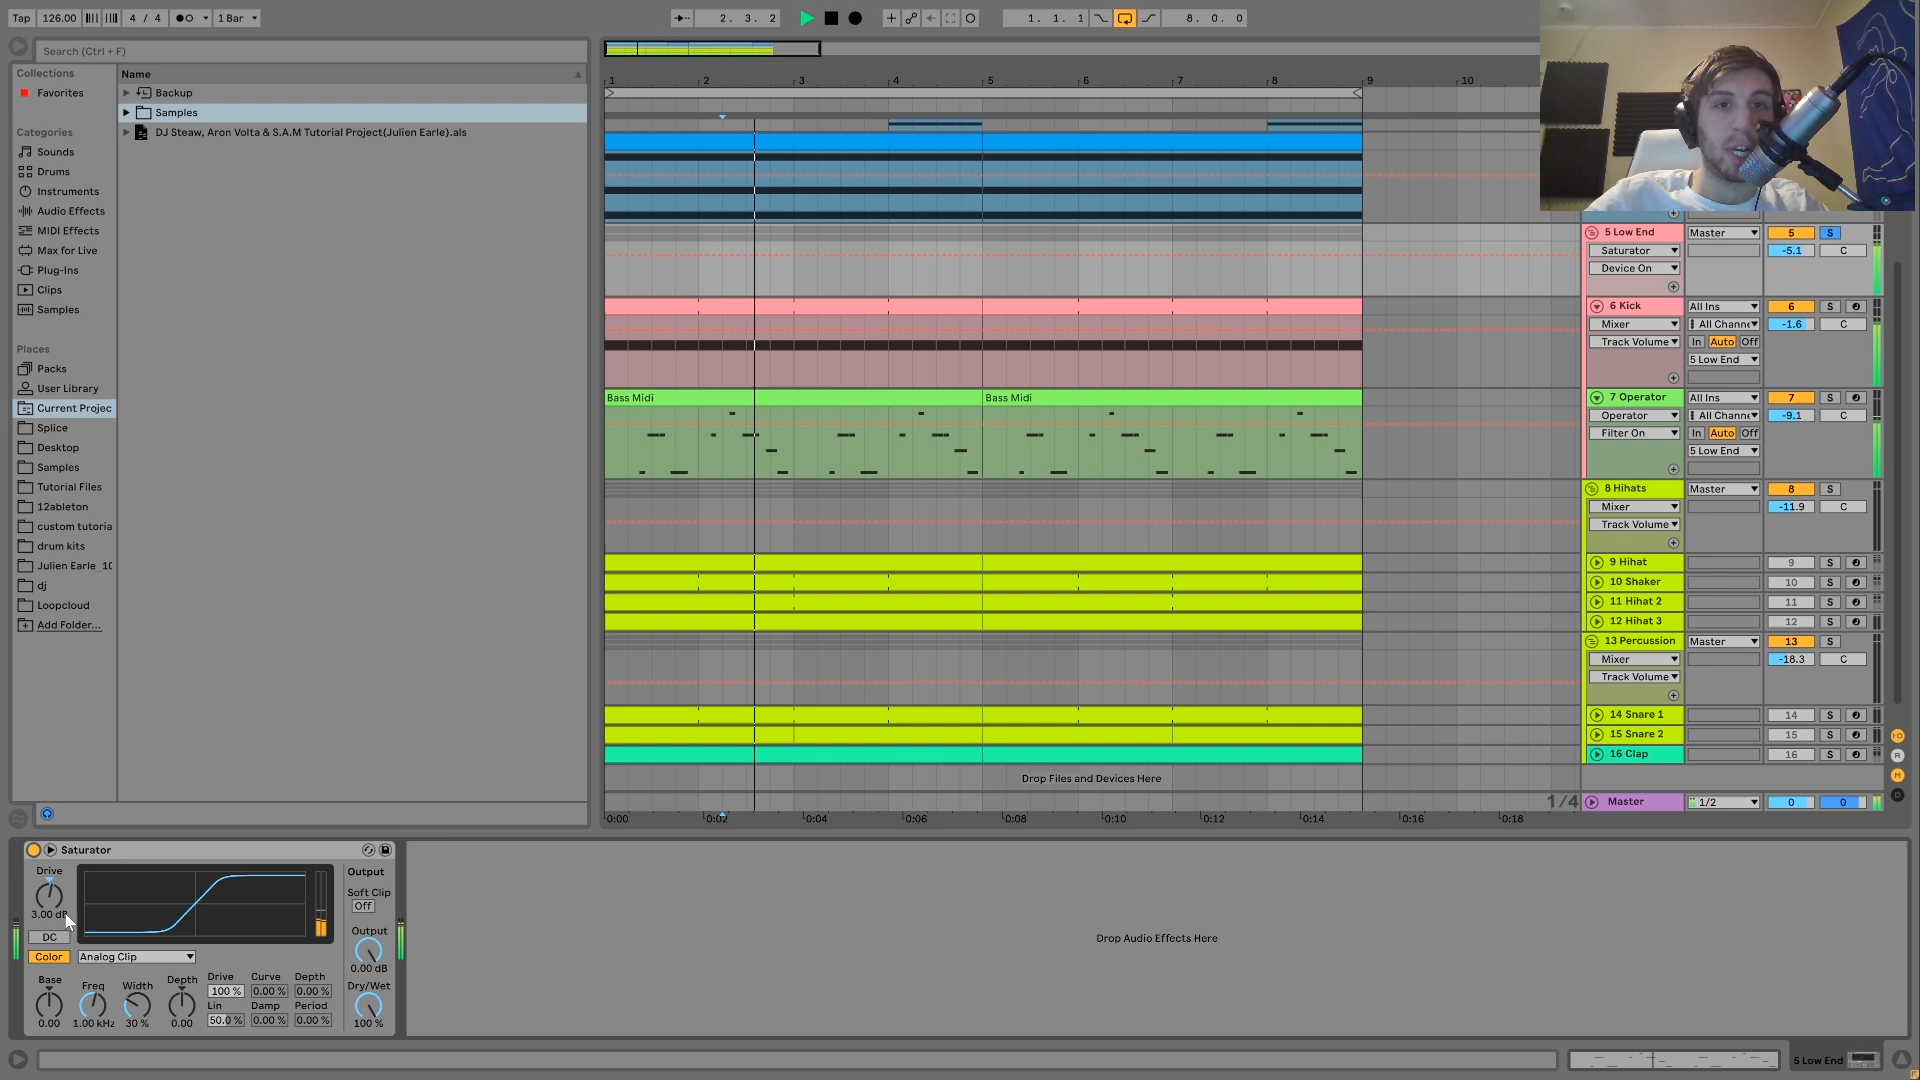 Tap 126.00 4 / 4 1 Bar 2. 3. 2 1. 1. 1 8. 0. 0
Search (Ctrl + F)
Collections
Favorites
Categories
Sounds
Drums
Instruments
Audio Effects
MIDI Effects
Max for Live
Plug-Ins
Clips
Samples
Places
Packs
User Library
Current Projec
Splice
Desktop
Samples
Tutorial Files
12ableton
custom tutoria
drum kits
Julien Earle_1
dj
Loopcloud
Add Folder...
Name
Backup
Samples
DJ Steaw, Aron Volta & S.A.M Tutorial Project(Julien Earle).als
1 2 3 4 5 6 7 8 9 10
Bass Midi Bass Midi
Drop Files and Devices Here
1/4
0:00 0:02 0:04 0:06 0:08 0:10 0:12 0:14 0:16 0:18
5 Low End Master 5 S
Saturator -5.1 C
Device On
6 Kick All Ins 6 S
Mixer All Channe -1.6 C
Track Volume In Auto Off
5 Low End
7 Operator All Ins 7 S
Operator All Channe -9.1 C
Filter On In Auto Off
5 Low End
8 Hihats Master 8 S
Mixer -11.9 C
Track Volume
9 Hihat 9 S
10 Shaker 10 S
11 Hihat 2 11 S
12 Hihat 3 12 S
13 Percussion Master 13 S
Mixer -18.3 C
Track Volume
14 Snare 1 14 S
15 Snare 2 15 S
16 Clap 16 S
Master 1/2 0 0
R
M
D
Saturator
Drive
3.00 dB
DC
Color Analog Clip
Base Freq Width Depth
0.00 1.00 kHz 30 % 0.00
Drive Curve Depth
100 % 0.00 % 0.00 %
Lin Damp Period
50.0 % 0.00 % 0.00 %
Output
Soft Clip
Off
Output
0.00 dB
Dry/Wet
100 %
Drop Audio Effects Here
5 Low End